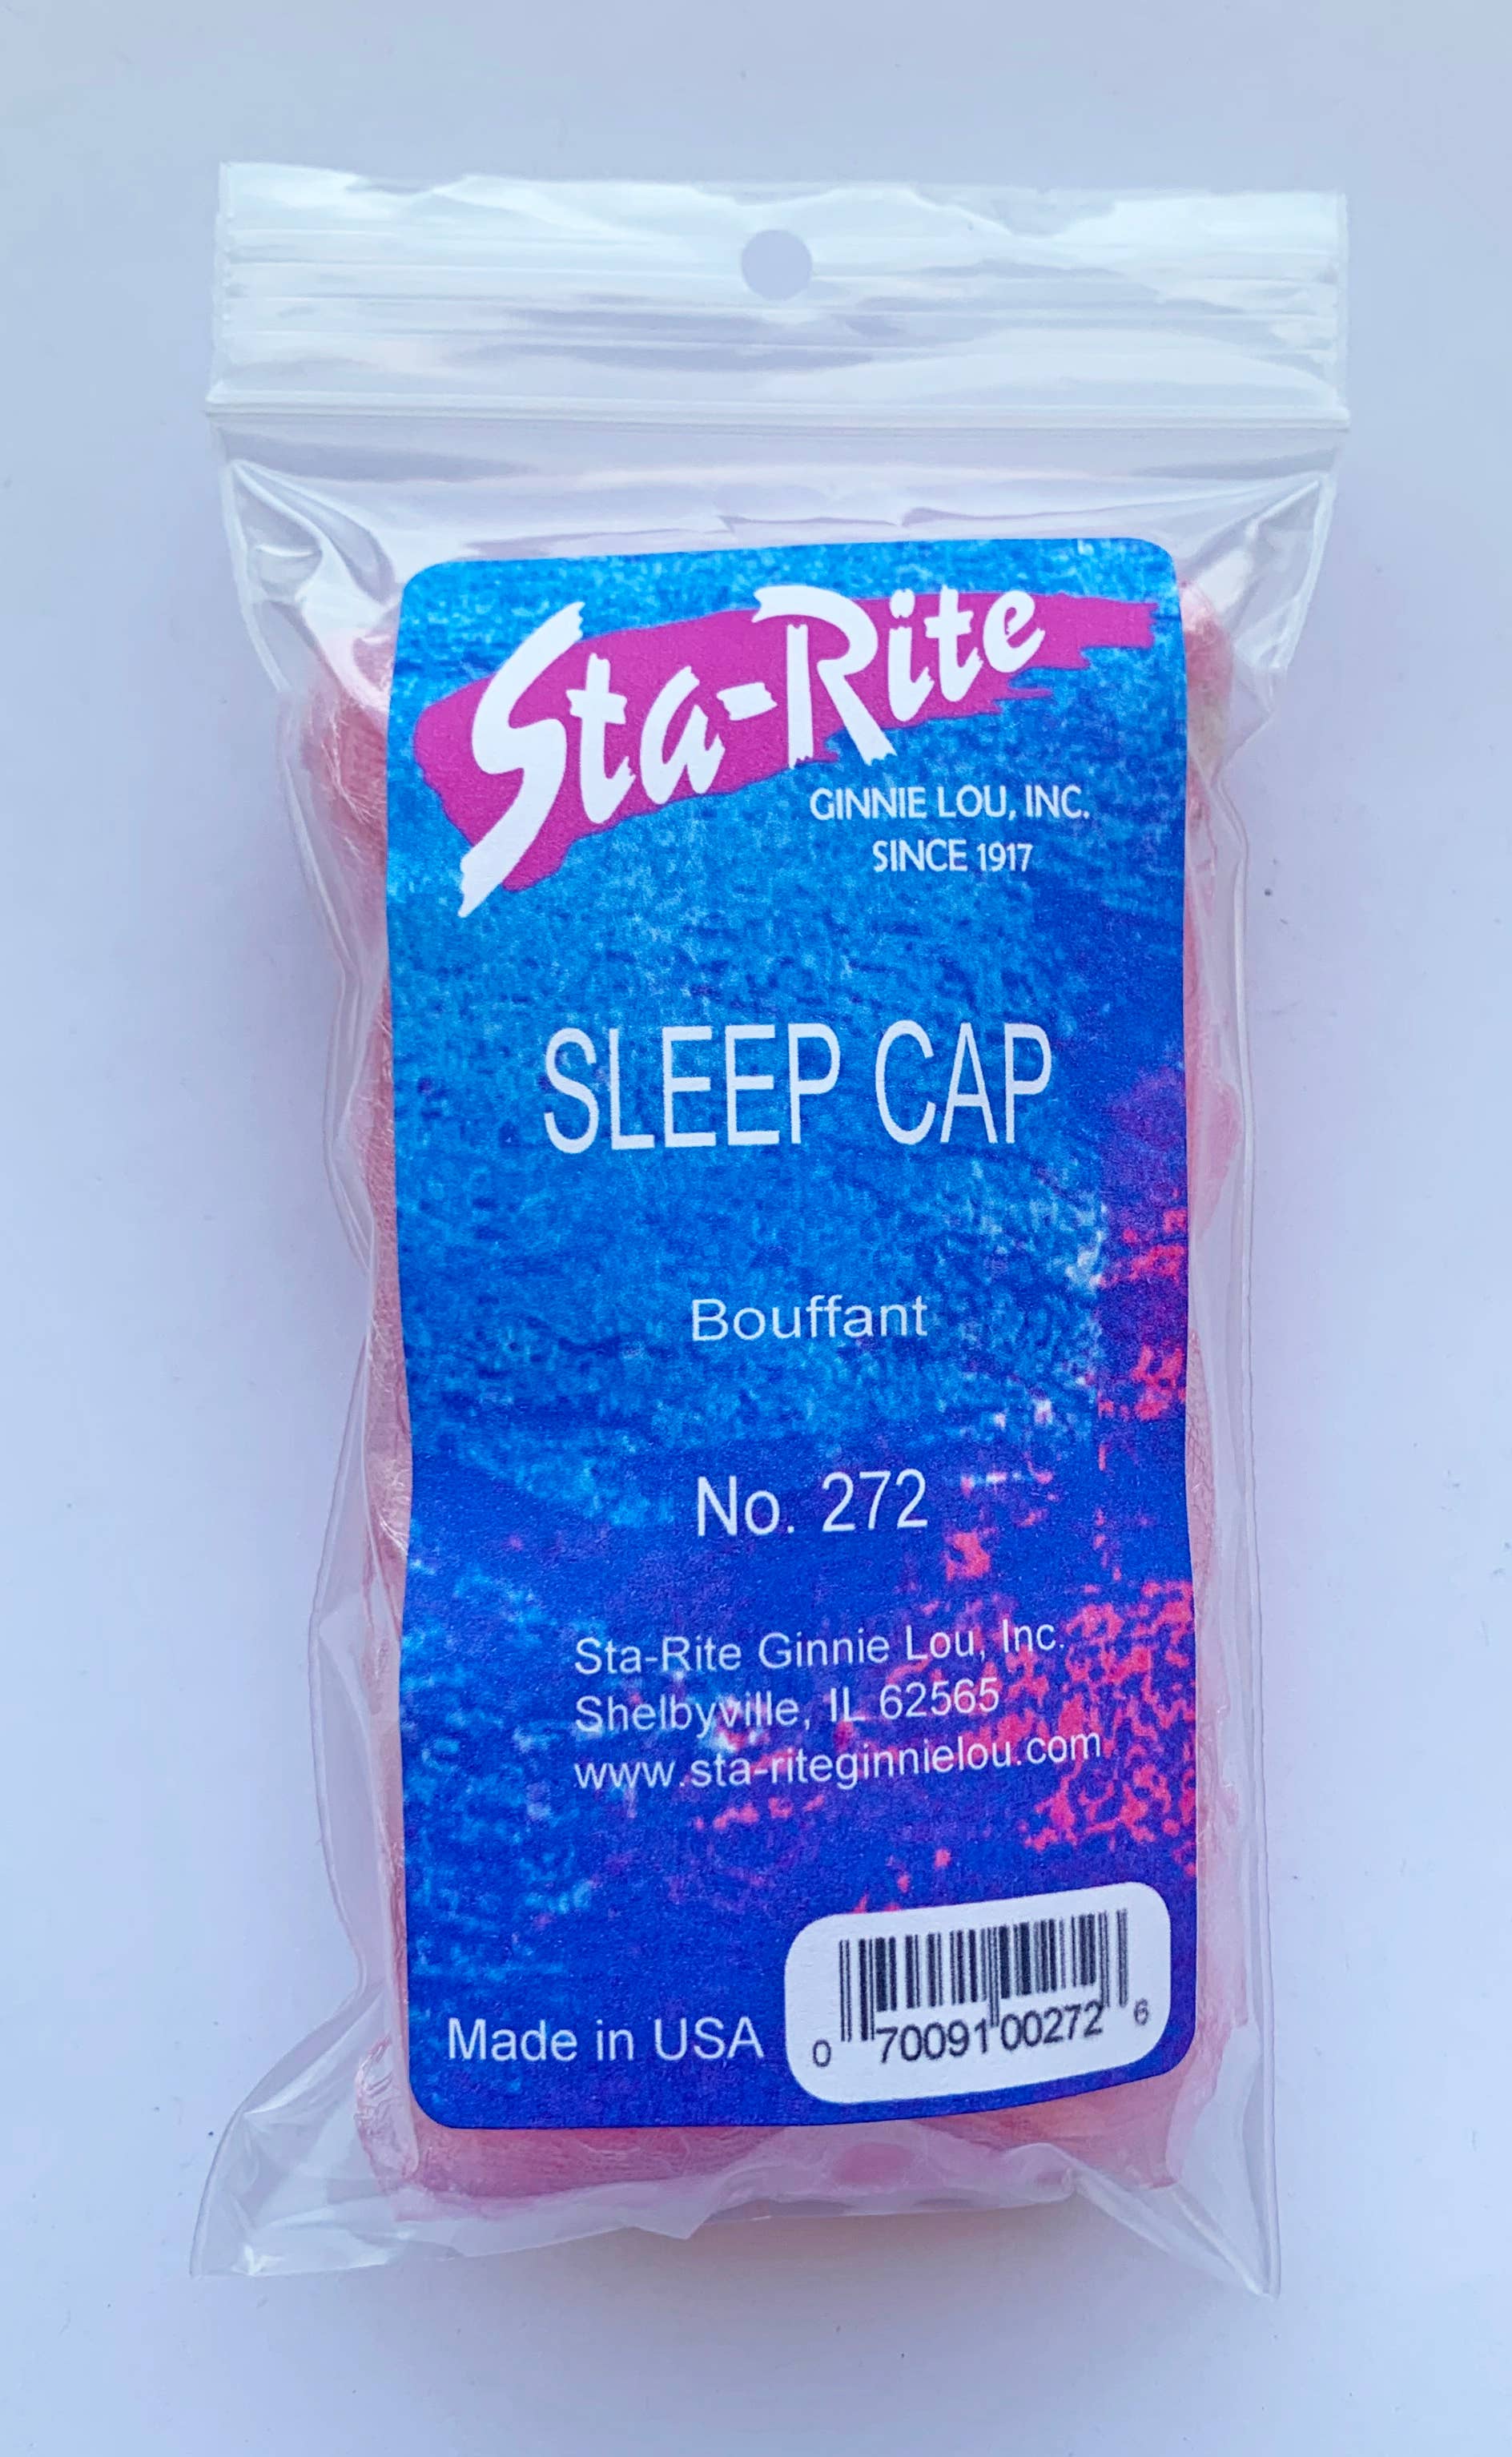 Sta-Rite
GINNIE LOU, INC.
SINCE 1917
SLEEP CAP
Bouffant
No. 272
Sta-Rite Ginnie Lou, Inc.
Shelbyville, IL 62565
www.sta-riteginnielou.com
Made in USA
0 70091 00272 6